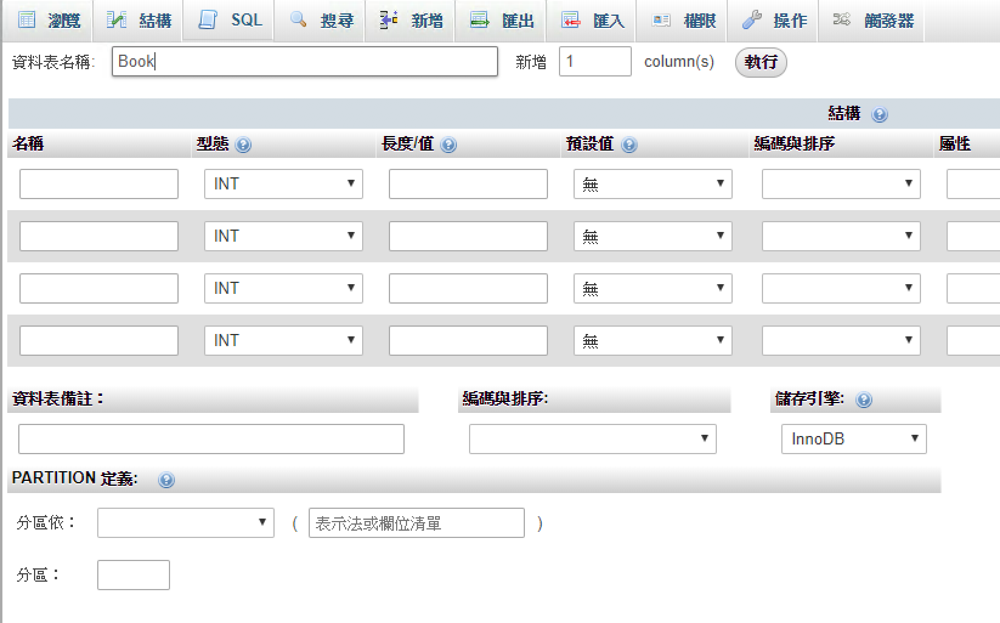 瀏覽 結構 SQL 搜尋 新增 匯出 匯入 權限 操作 觸發器
資料表名稱: Book 新增 1 column(s) 執行
結構
名稱 型態 長度/值 預設值 編碼與排序 屬性
INT 無
INT 無
INT 無
INT 無
資料表備註： 編碼與排序: 儲存引擎:
InnoDB
PARTITION 定義:
分區依： ( 表示法或欄位清單 )
分區：